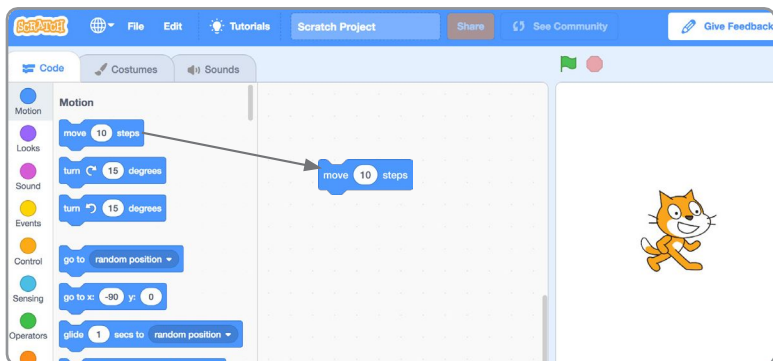 SCRATCH File Edit Tutorials Scratch Project Share See Community Give Feedback
Code Costumes Sounds
Motion
Looks
Sound
Events
Control
Sensing
Operators
Motion
move 10 steps
turn 15 degrees
turn 15 degrees
go to random position
go to x: -90 y: 0
glide 1 secs to random position
move 10 steps